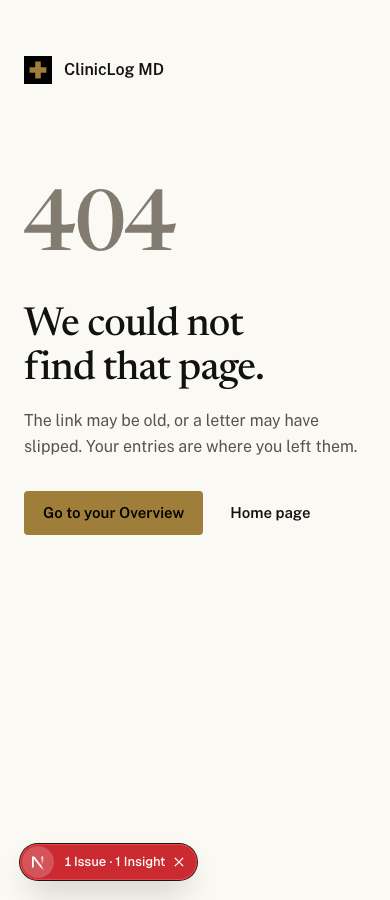 ClinicLog MD
404
We could not
find that page.
The link may be old, or a letter may have
slipped. Your entries are where you left them.
Go to your Overview
Home page
N
1 Issue · 1 Insight